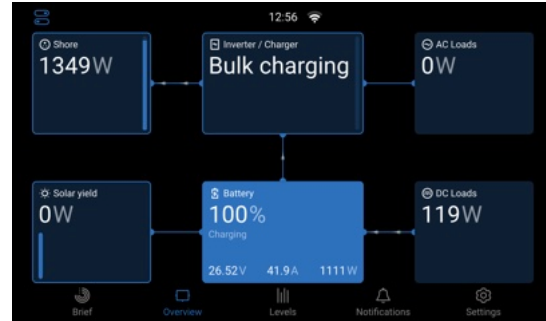 12:56
Shore
1349W
Inverter / Charger
Bulk charging
AC Loads
0W
Solar yield
0W
Battery
100%
Charging
26.52V 41.9A 1111W
DC Loads
119W
Brief Overview Levels Notifications Settings